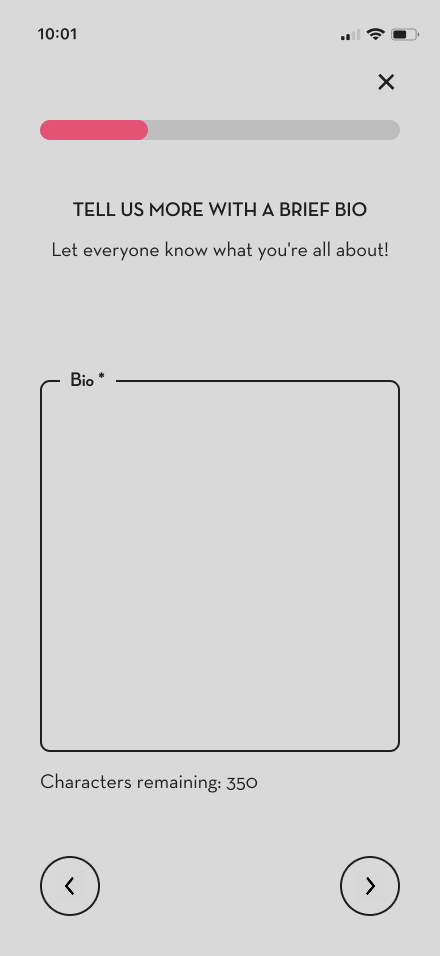 10:01
TELL US MORE WITH A BRIEF BIO
Let everyone know what you're all about!
Bio *
Characters remaining: 350